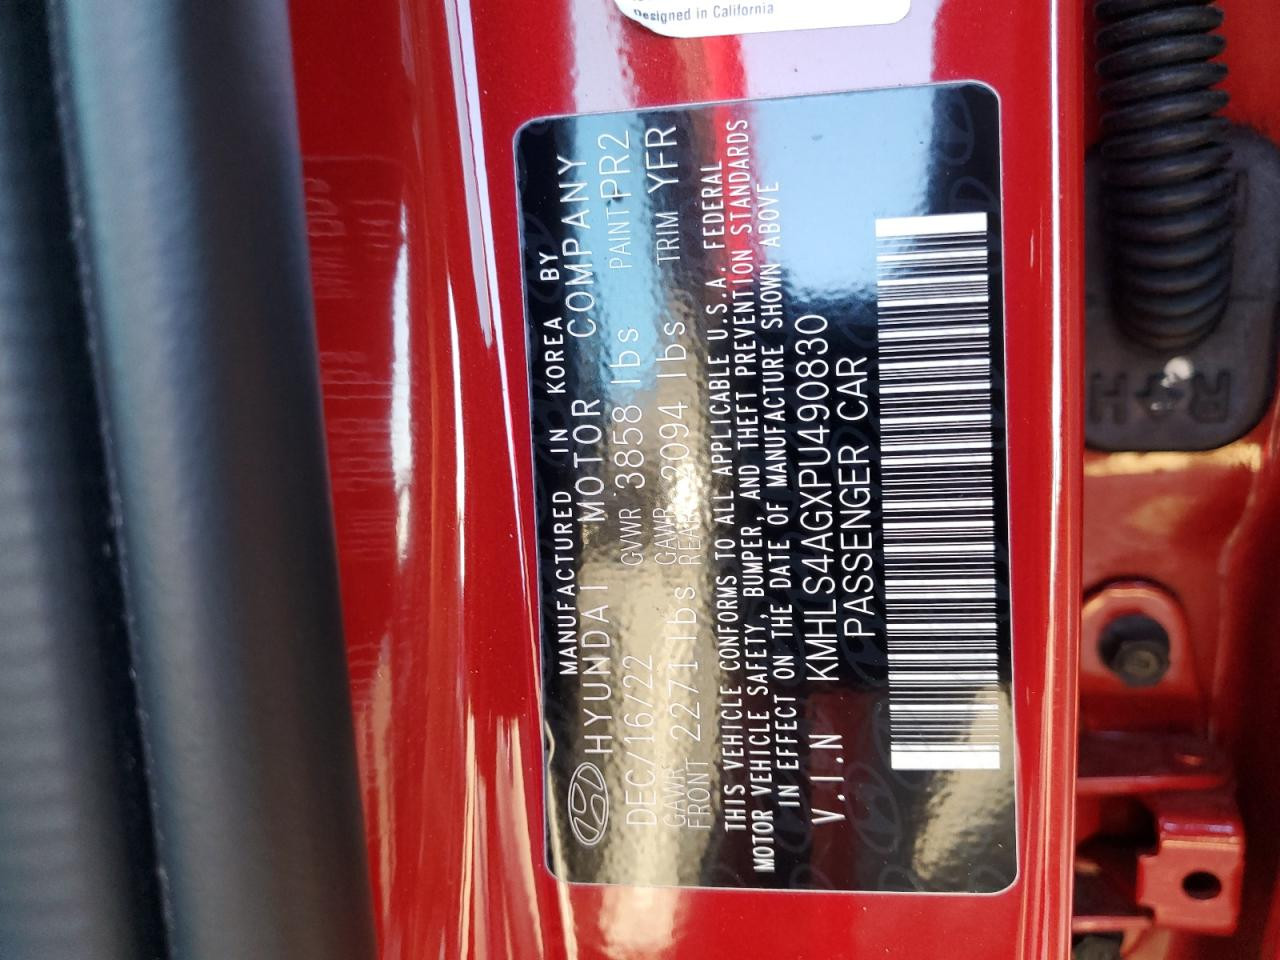 Designed in California
MANUFACTURED IN KOREA BY
HYUNDAI MOTOR COMPANY
DEC/16/22 GVWR 3858 lbs PAINT PR2
GAWR FRONT 2271 lbs GAWR REAR 2094 lbs TRIM YFR
THIS VEHICLE CONFORMS TO ALL APPLICABLE U.S.A. FEDERAL
MOTOR VEHICLE SAFETY, BUMPER, AND THEFT PREVENTION STANDARDS
IN EFFECT ON THE DATE OF MANUFACTURE SHOWN ABOVE
V.I.N KMHLS4AGXPU490830
PASSENGER CAR
RH